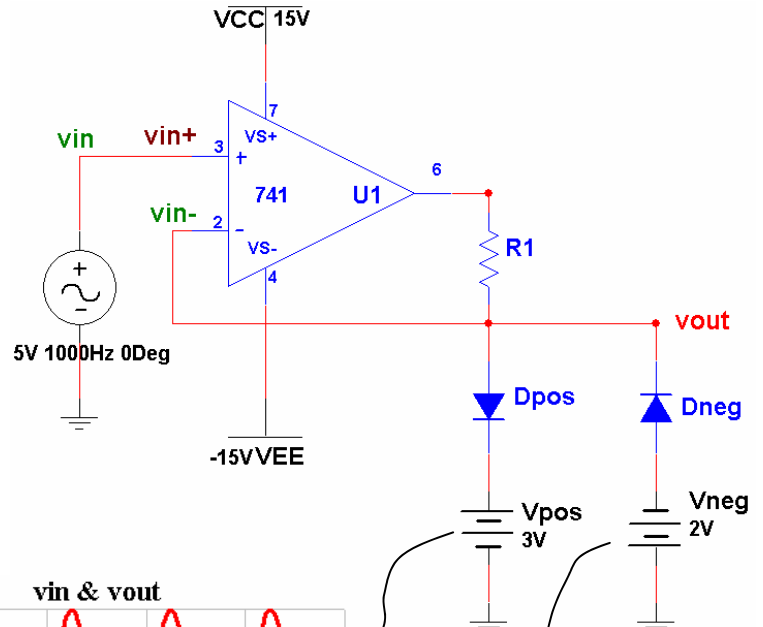 VCC 15V
7
vin
vin+
3
VS+
+
6
741
U1
vin-
2
-
VS-
R1
4
+
-
vout
5V 1000Hz 0Deg
Dpos
Dneg
-15V VEE
Vpos
3V
Vneg
2V
vin & vout